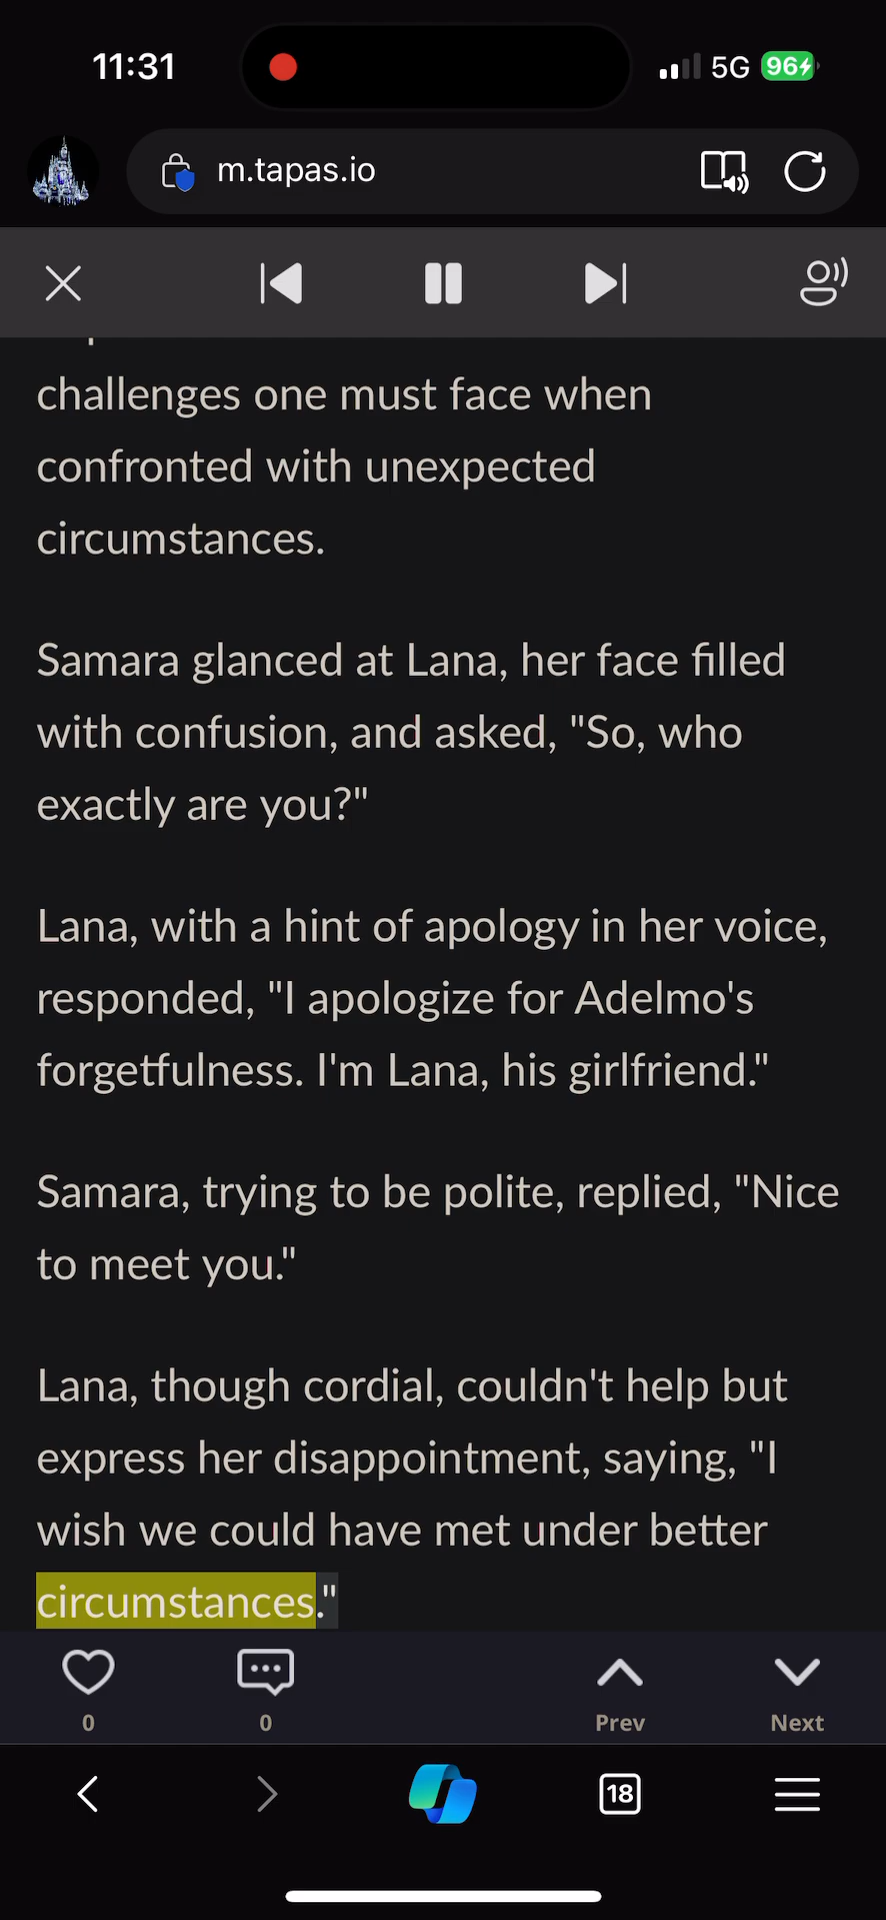 11:31
5G 96
m.tapas.io
challenges one must face when
confronted with unexpected
circumstances.
Samara glanced at Lana, her face filled
with confusion, and asked, "So, who
exactly are you?"
Lana, with a hint of apology in her voice,
responded, "I apologize for Adelmo's
forgetfulness. I'm Lana, his girlfriend."
Samara, trying to be polite, replied, "Nice
to meet you."
Lana, though cordial, couldn't help but
express her disappointment, saying, "I
wish we could have met under better
circumstances."
0 0 Prev Next
18